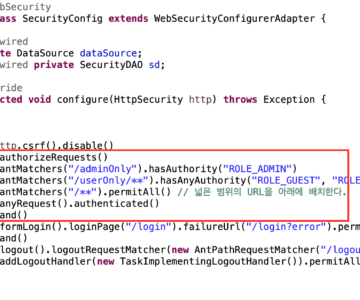 bSecurity
ass SecurityConfig extends WebSecurityConfigurerAdapter {
wired
te DataSource dataSource;
wired private SecurityDAO sd;
ride
cted void configure(HttpSecurity http) throws Exception {
ttp.csrf().disable()
authorizeRequests()
antMatchers("/adminOnly").hasAuthority("ROLE_ADMIN")
antMatchers("/userOnly/**").hasAnyAuthority("ROLE_GUEST", "ROLE
antMatchers("/**").permitAll() // 넓은 범위의 URL을 아래에 배치한다.
anyRequest().authenticated()
and()
formLogin().loginPage("/login").failureUrl("/login?error").perm
and()
logout().logoutRequestMatcher(new AntPathRequestMatcher("/logou
addLogoutHandler(new TaskImplementingLogoutHandler()).permitAll